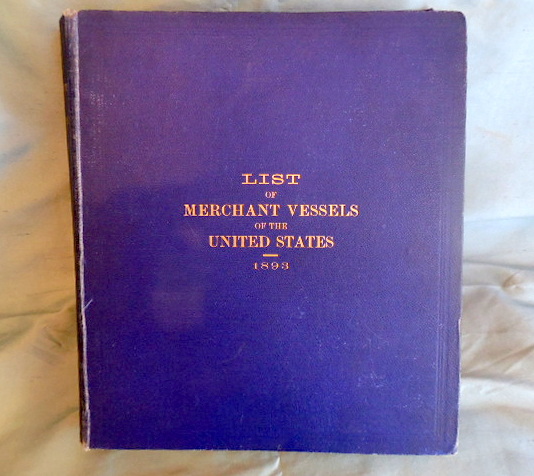 LIST
OF
MERCHANT VESSELS
OF THE
UNITED STATES
1893